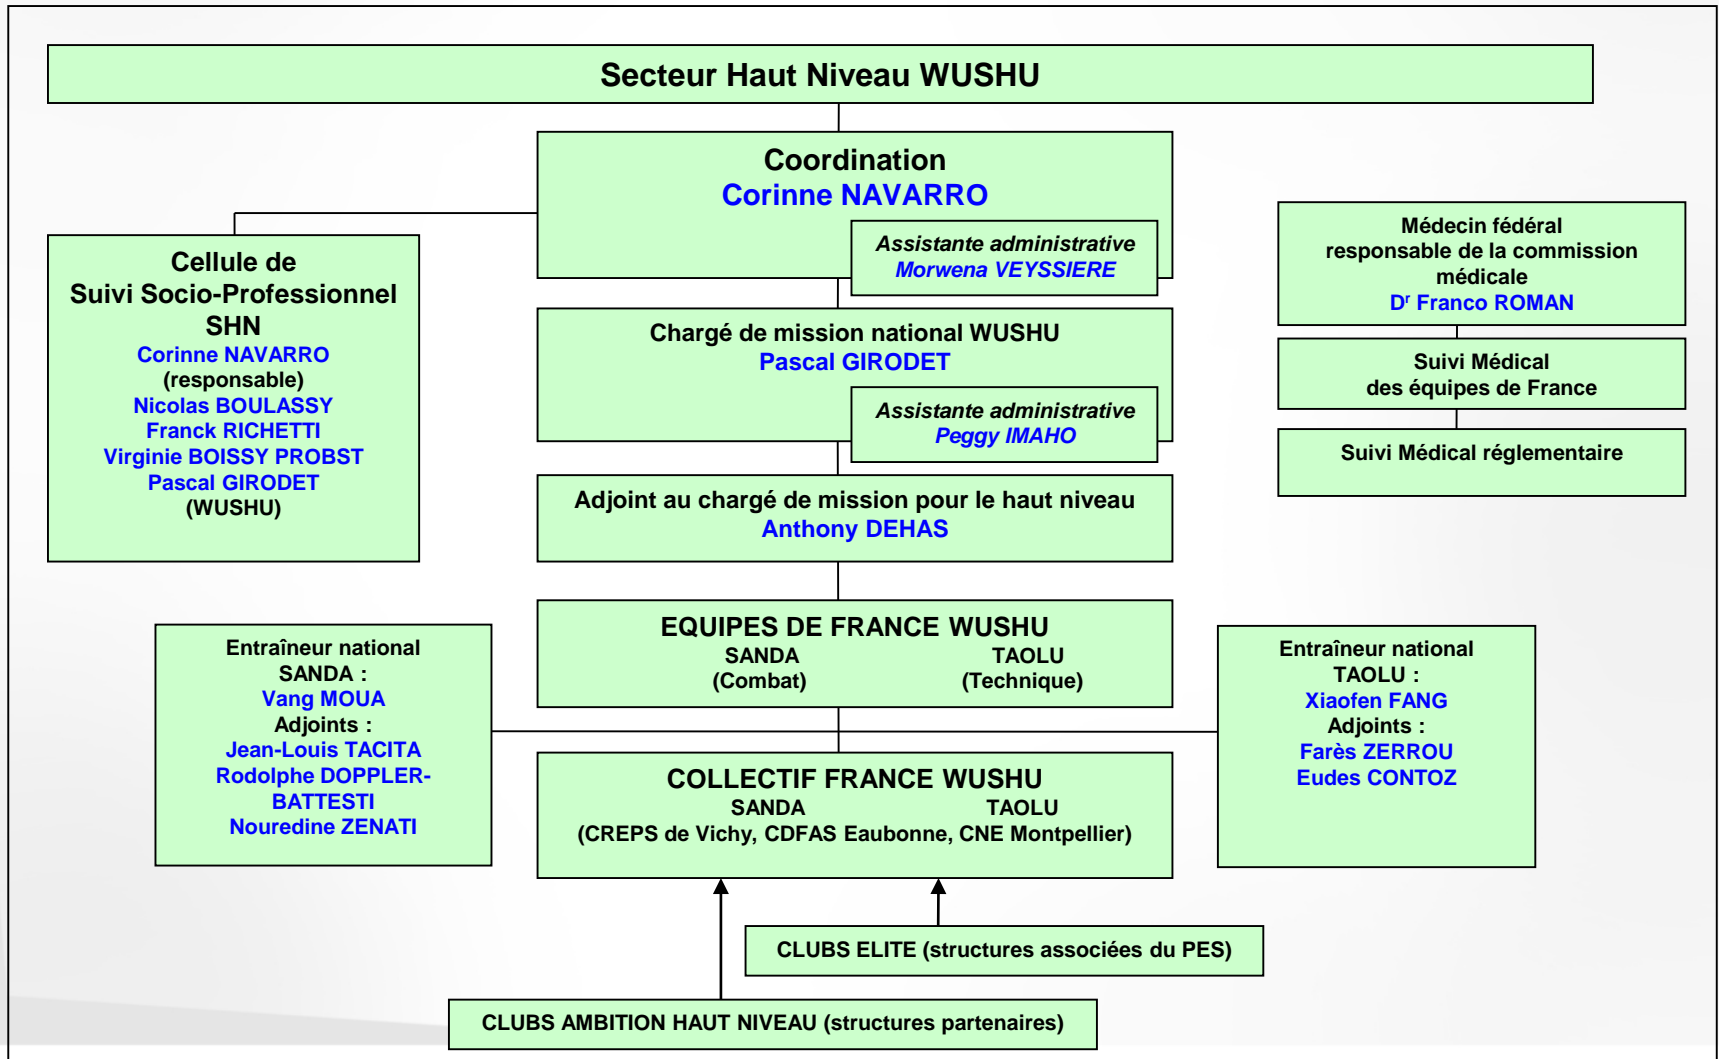 Secteur Haut Niveau WUSHU
Coordination
Corinne NAVARRO
Assistante administrative
Morwena VEYSSIERE
Cellule de
Suivi Socio-Professionnel
SHN
Corinne NAVARRO
(responsable)
Nicolas BOULASSY
Franck RICHETTI
Virginie BOISSY PROBST
Pascal GIRODET
(WUSHU)
Médecin fédéral
responsable de la commission
médicale
Dr Franco ROMAN
Suivi Médical
des équipes de France
Suivi Médical réglementaire
Chargé de mission national WUSHU
Pascal GIRODET
Assistante administrative
Peggy IMAHO
Adjoint au chargé de mission pour le haut niveau
Anthony DEHAS
EQUIPES DE FRANCE WUSHU
SANDA TAOLU
(Combat) (Technique)
Entraîneur national
SANDA :
Vang MOUA
Adjoints :
Jean-Louis TACITA
Rodolphe DOPPLER-
BATTESTI
Nouredine ZENATI
Entraîneur national
TAOLU :
Xiaofen FANG
Adjoints :
Farès ZERROU
Eudes CONTOZ
COLLECTIF FRANCE WUSHU
SANDA TAOLU
(CREPS de Vichy, CDFAS Eaubonne, CNE Montpellier)
CLUBS ELITE (structures associées du PES)
CLUBS AMBITION HAUT NIVEAU (structures partenaires)